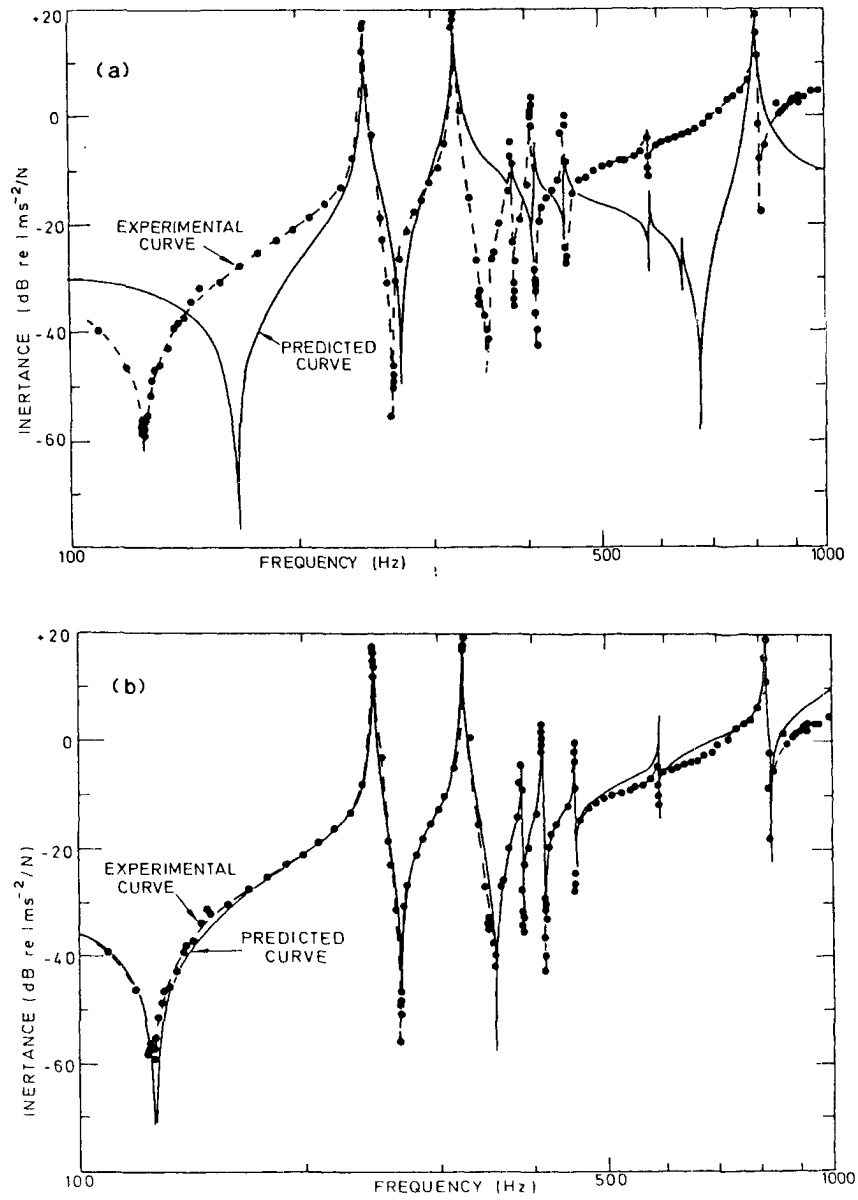 +20
(a)
0
EXPERIMENTAL
CURVE
-20
-40
PREDICTED
CURVE
-60
INERTANCE (dB re 1ms⁻²/N
100
500
1000
FREQUENCY (Hz)
+20
(b)
0
-20
EXPERIMENTAL
CURVE
PREDICTED
CURVE
-40
-60
INERTANCE (dB re 1ms⁻²/N)
100
500
1000
FREQUENCY (Hz)